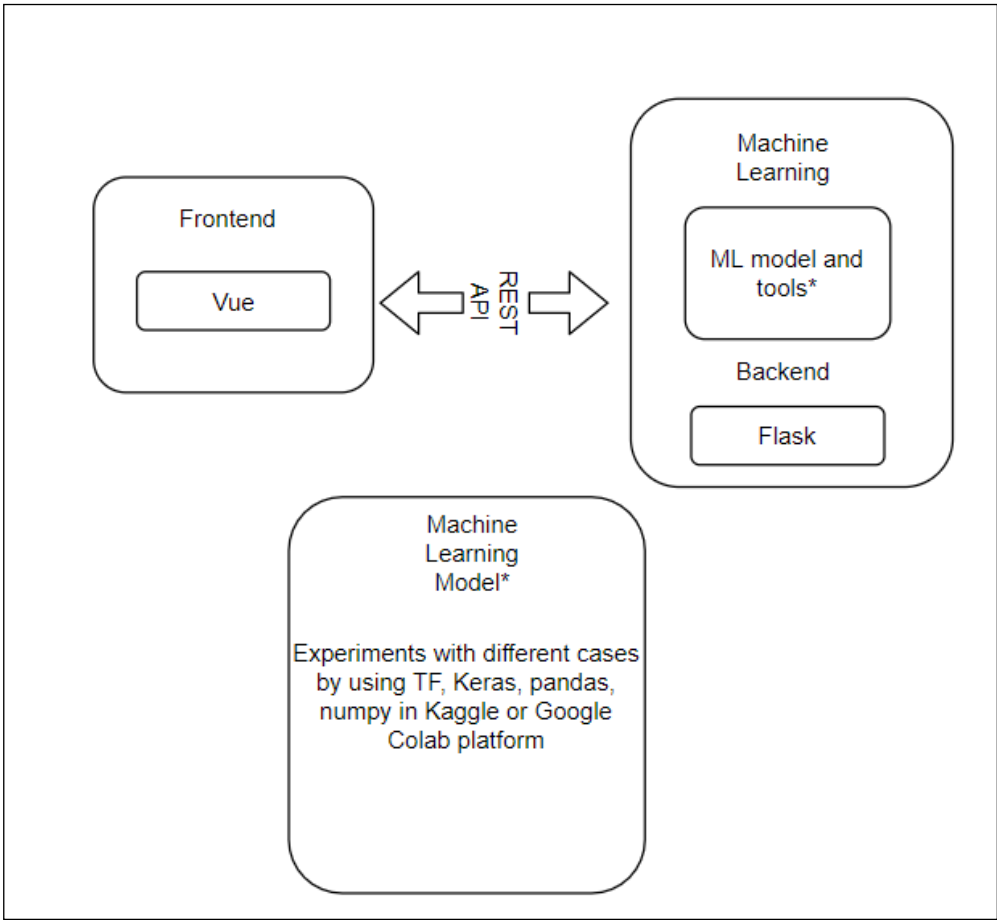 Frontend
Vue
REST
API
Machine
Learning
ML model and
tools*
Backend
Flask
Machine
Learning
Model*
Experiments with different cases
by using TF, Keras, pandas,
numpy in Kaggle or Google
Colab platform